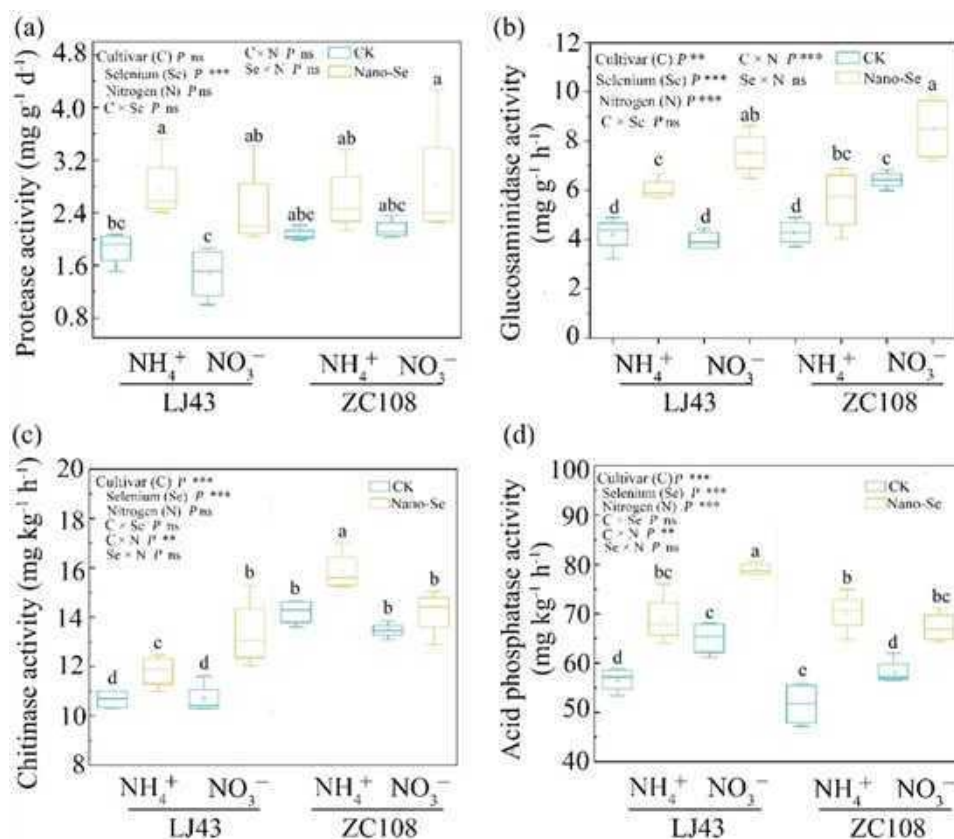 (a)
Protease activity (mg g⁻¹ d⁻¹)
4.8
4.0
3.2
2.4
1.6
0.8
Cultivar (C) P ns
Selenium (Se) P ***
Nitrogen (N) P ns
C × Se P ns
C × N P ns
Se × N P ns
CK
Nano-Se
bc
a
c
ab
abc
ab
abc
a
NH₄⁺ NO₃⁻ NH₄⁺ NO₃⁻
LJ43 ZC108
(b)
Glucosaminidase activity
(mg g⁻¹ h⁻¹)
12
10
8
6
4
2
0
Cultivar (C) P **
Selenium (Se) P ***
Nitrogen (N) P ***
C × Se P ns
C × N P ***
Se × N ns
CK
Nano-Se
d
c
d
ab
d
bc
c
a
NH₄⁺ NO₃⁻ NH₄⁺ NO₃⁻
LJ43 ZC108
(c)
Chitinase activity (mg kg⁻¹ h⁻¹)
20
18
16
14
12
10
8
Cultivar (C) P ***
Selenium (Se) P ***
Nitrogen (N) P ns
C × Se P ns
C × N P **
Se × N P ns
CK
Nano-Se
d
c
d
b
b
a
b
b
NH₄⁺ NO₃⁻ NH₄⁺ NO₃⁻
LJ43 ZC108
(d)
Acid phosphatase activity
(mg kg⁻¹ h⁻¹)
100
90
80
70
60
50
40
Cultivar (C) P ***
Selenium (Se) P ***
Nitrogen (N) P ***
C × Se P ns
C × N P **
Se × N P ns
CK
Nano-Se
d
bc
c
a
c
b
d
bc
NH₄⁺ NO₃⁻ NH₄⁺ NO₃⁻
LJ43 ZC108